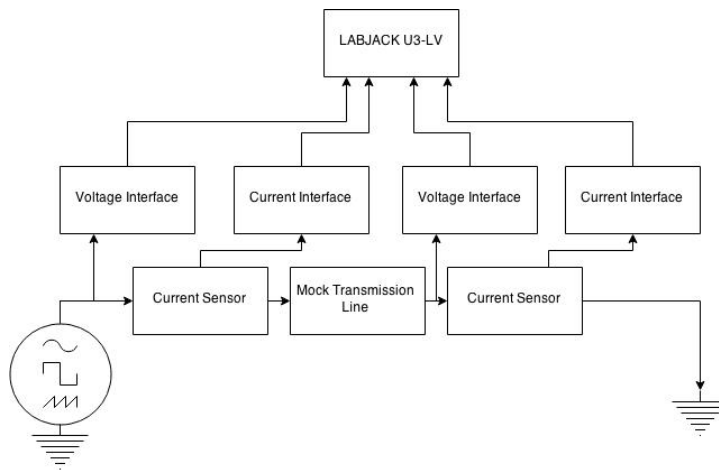 LABJACK U3-LV
Voltage Interface
Current Interface
Voltage Interface
Current Interface
Current Sensor
Mock Transmission
Line
Current Sensor